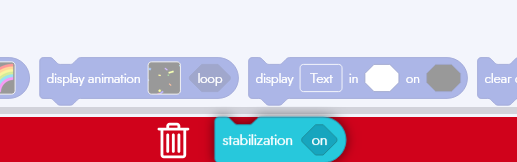 display animation loop display Text in on clear
stabilization on